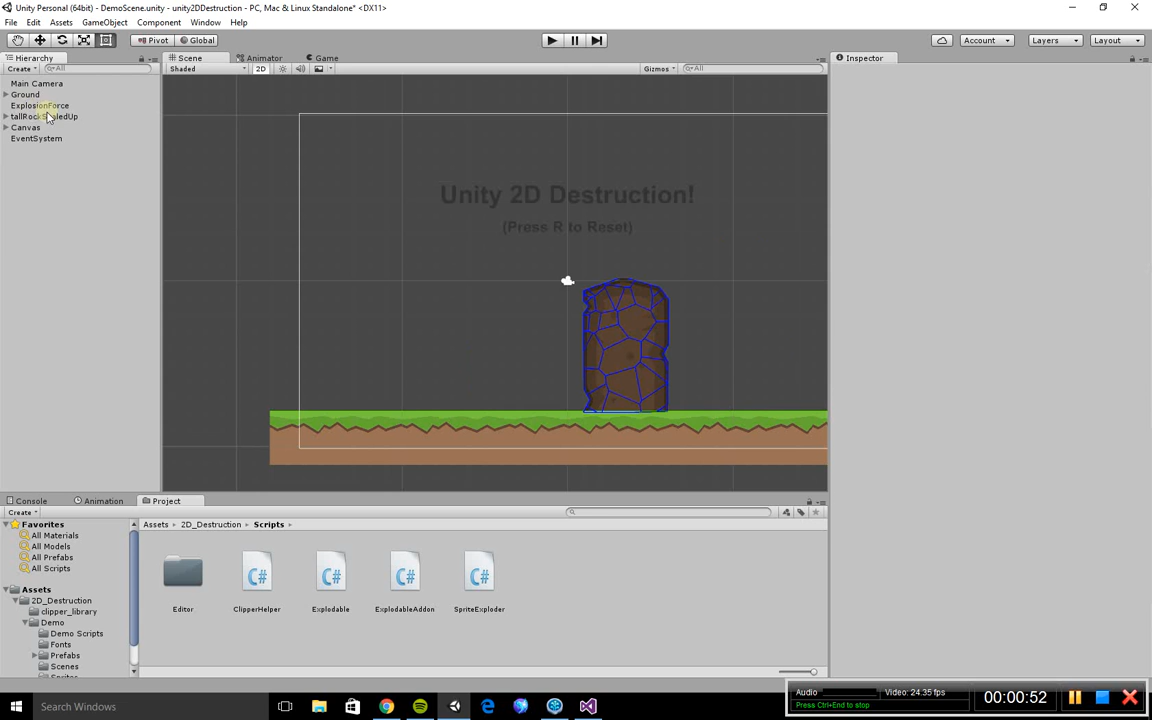 Unity Personal (64bit) - DemoScene.unity - unity2DDestruction - PC, Mac & Linux Standalone* <DX11>
File Edit Assets GameObject Component Window Help
Pivot Global Account Layers Layout
Hierarchy Scene Animator Game Inspector
Create All Shaded 2D Gizmos All
Main Camera
Ground
ExplosionForce
tallRockScaledUp
Canvas
EventSystem
Unity 2D Destruction!
(Press R to Reset)
Console Animation Project
Create
Favorites
All Materials
All Models
All Prefabs
All Scripts
Assets
2D_Destruction
clipper_library
Demo
Demo Scripts
Fonts
Prefabs
Scenes
Assets 2D_Destruction Scripts
C# C# C# C#
Editor ClipperHelper Explodable ExplodableAddon SpriteExploder
Search Windows
Audio Video: 24.35 fps
Press Ctrl+End to stop
00:00:52